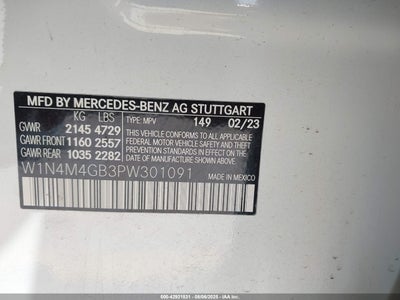 MFD BY MERCEDES-BENZ AG STUTTGART
KG LBS TYPE: MPV 149 02/23
GVWR 2145 4729
GAWR FRONT 1160 2557
GAWR REAR 1035 2282
THIS VEHICLE CONFORMS TO ALL APPLICABLE
FEDERAL MOTOR VEHICLE SAFETY AND
THEFT PREVENTION STANDARDS IN EFFECT ON THE
DATE OF MANUFACTURE SHOWN ABOVE.
W1N4M4GB3PW301091
MADE IN MEXICO